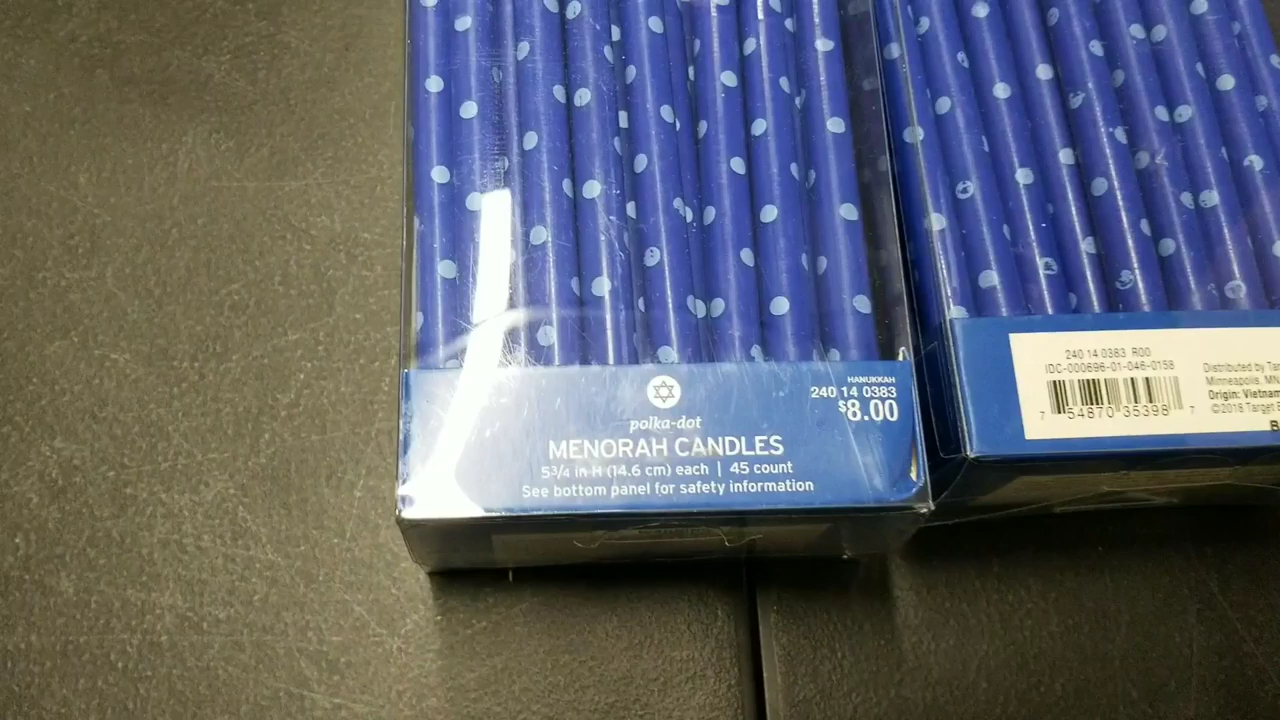 HANUKKAH
240 14 0383
$8.00
polka-dot
MENORAH CANDLES
5¾ in H (14.6 cm) each | 45 count
See bottom panel for safety information
240 14 0383 R00
IDC-000696-01-046-0158
7 54870 35398 7
Distributed by Tar
Minneapolis, MN
Origin: Vietnam
©2018 Target
B